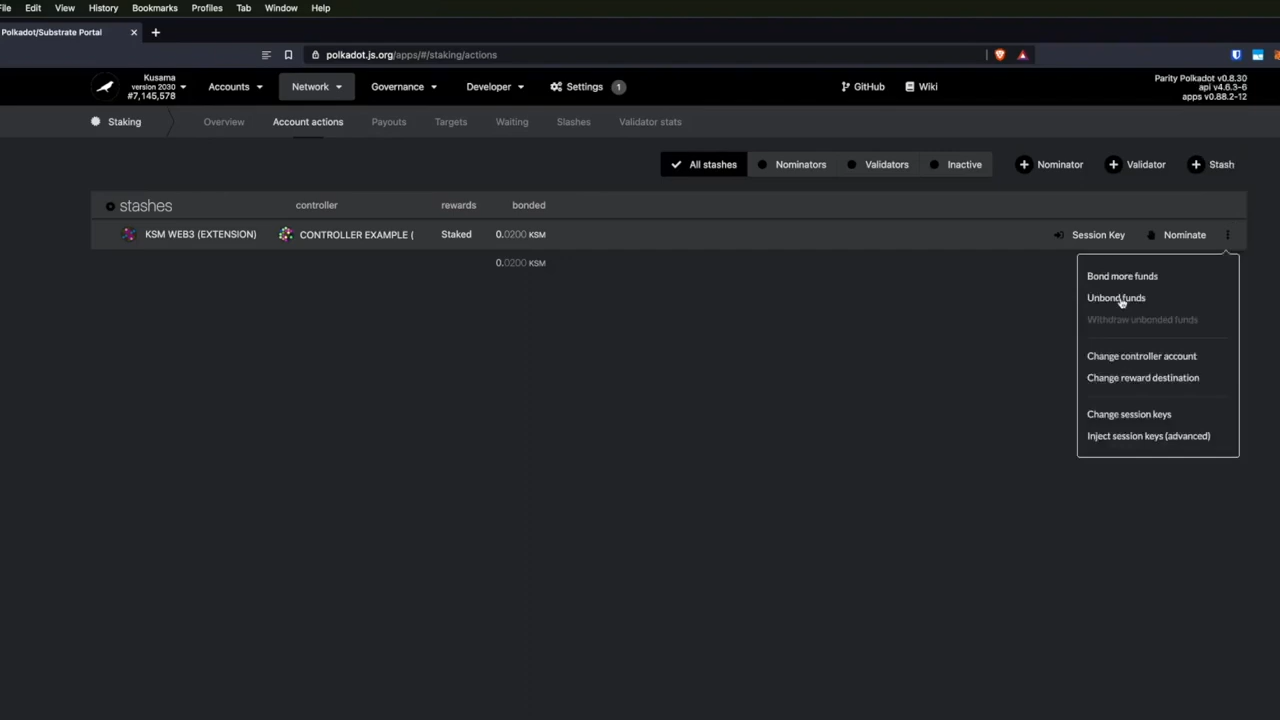 File Edit View History Bookmarks Profiles Tab Window Help
Polkadot/Substrate Portal
polkadot.js.org/apps/#/staking/actions
Kusama
version 2030
#7,145,578
Accounts Network Governance Developer Settings 1 GitHub Wiki
Parity Polkadot v0.8.30
api v4.6.3-6
apps v0.88.2-12
Staking Overview Account actions Payouts Targets Waiting Slashes Validator stats
All stashes Nominators Validators Inactive Nominator Validator Stash
stashes controller rewards bonded
KSM WEB3 (EXTENSION) CONTROLLER EXAMPLE ( Staked 0.0200 KSM Session Key Nominate
0.0200 KSM
Bond more funds
Unbond funds
Withdraw unbonded funds
Change controller account
Change reward destination
Change session keys
Inject session keys (advanced)